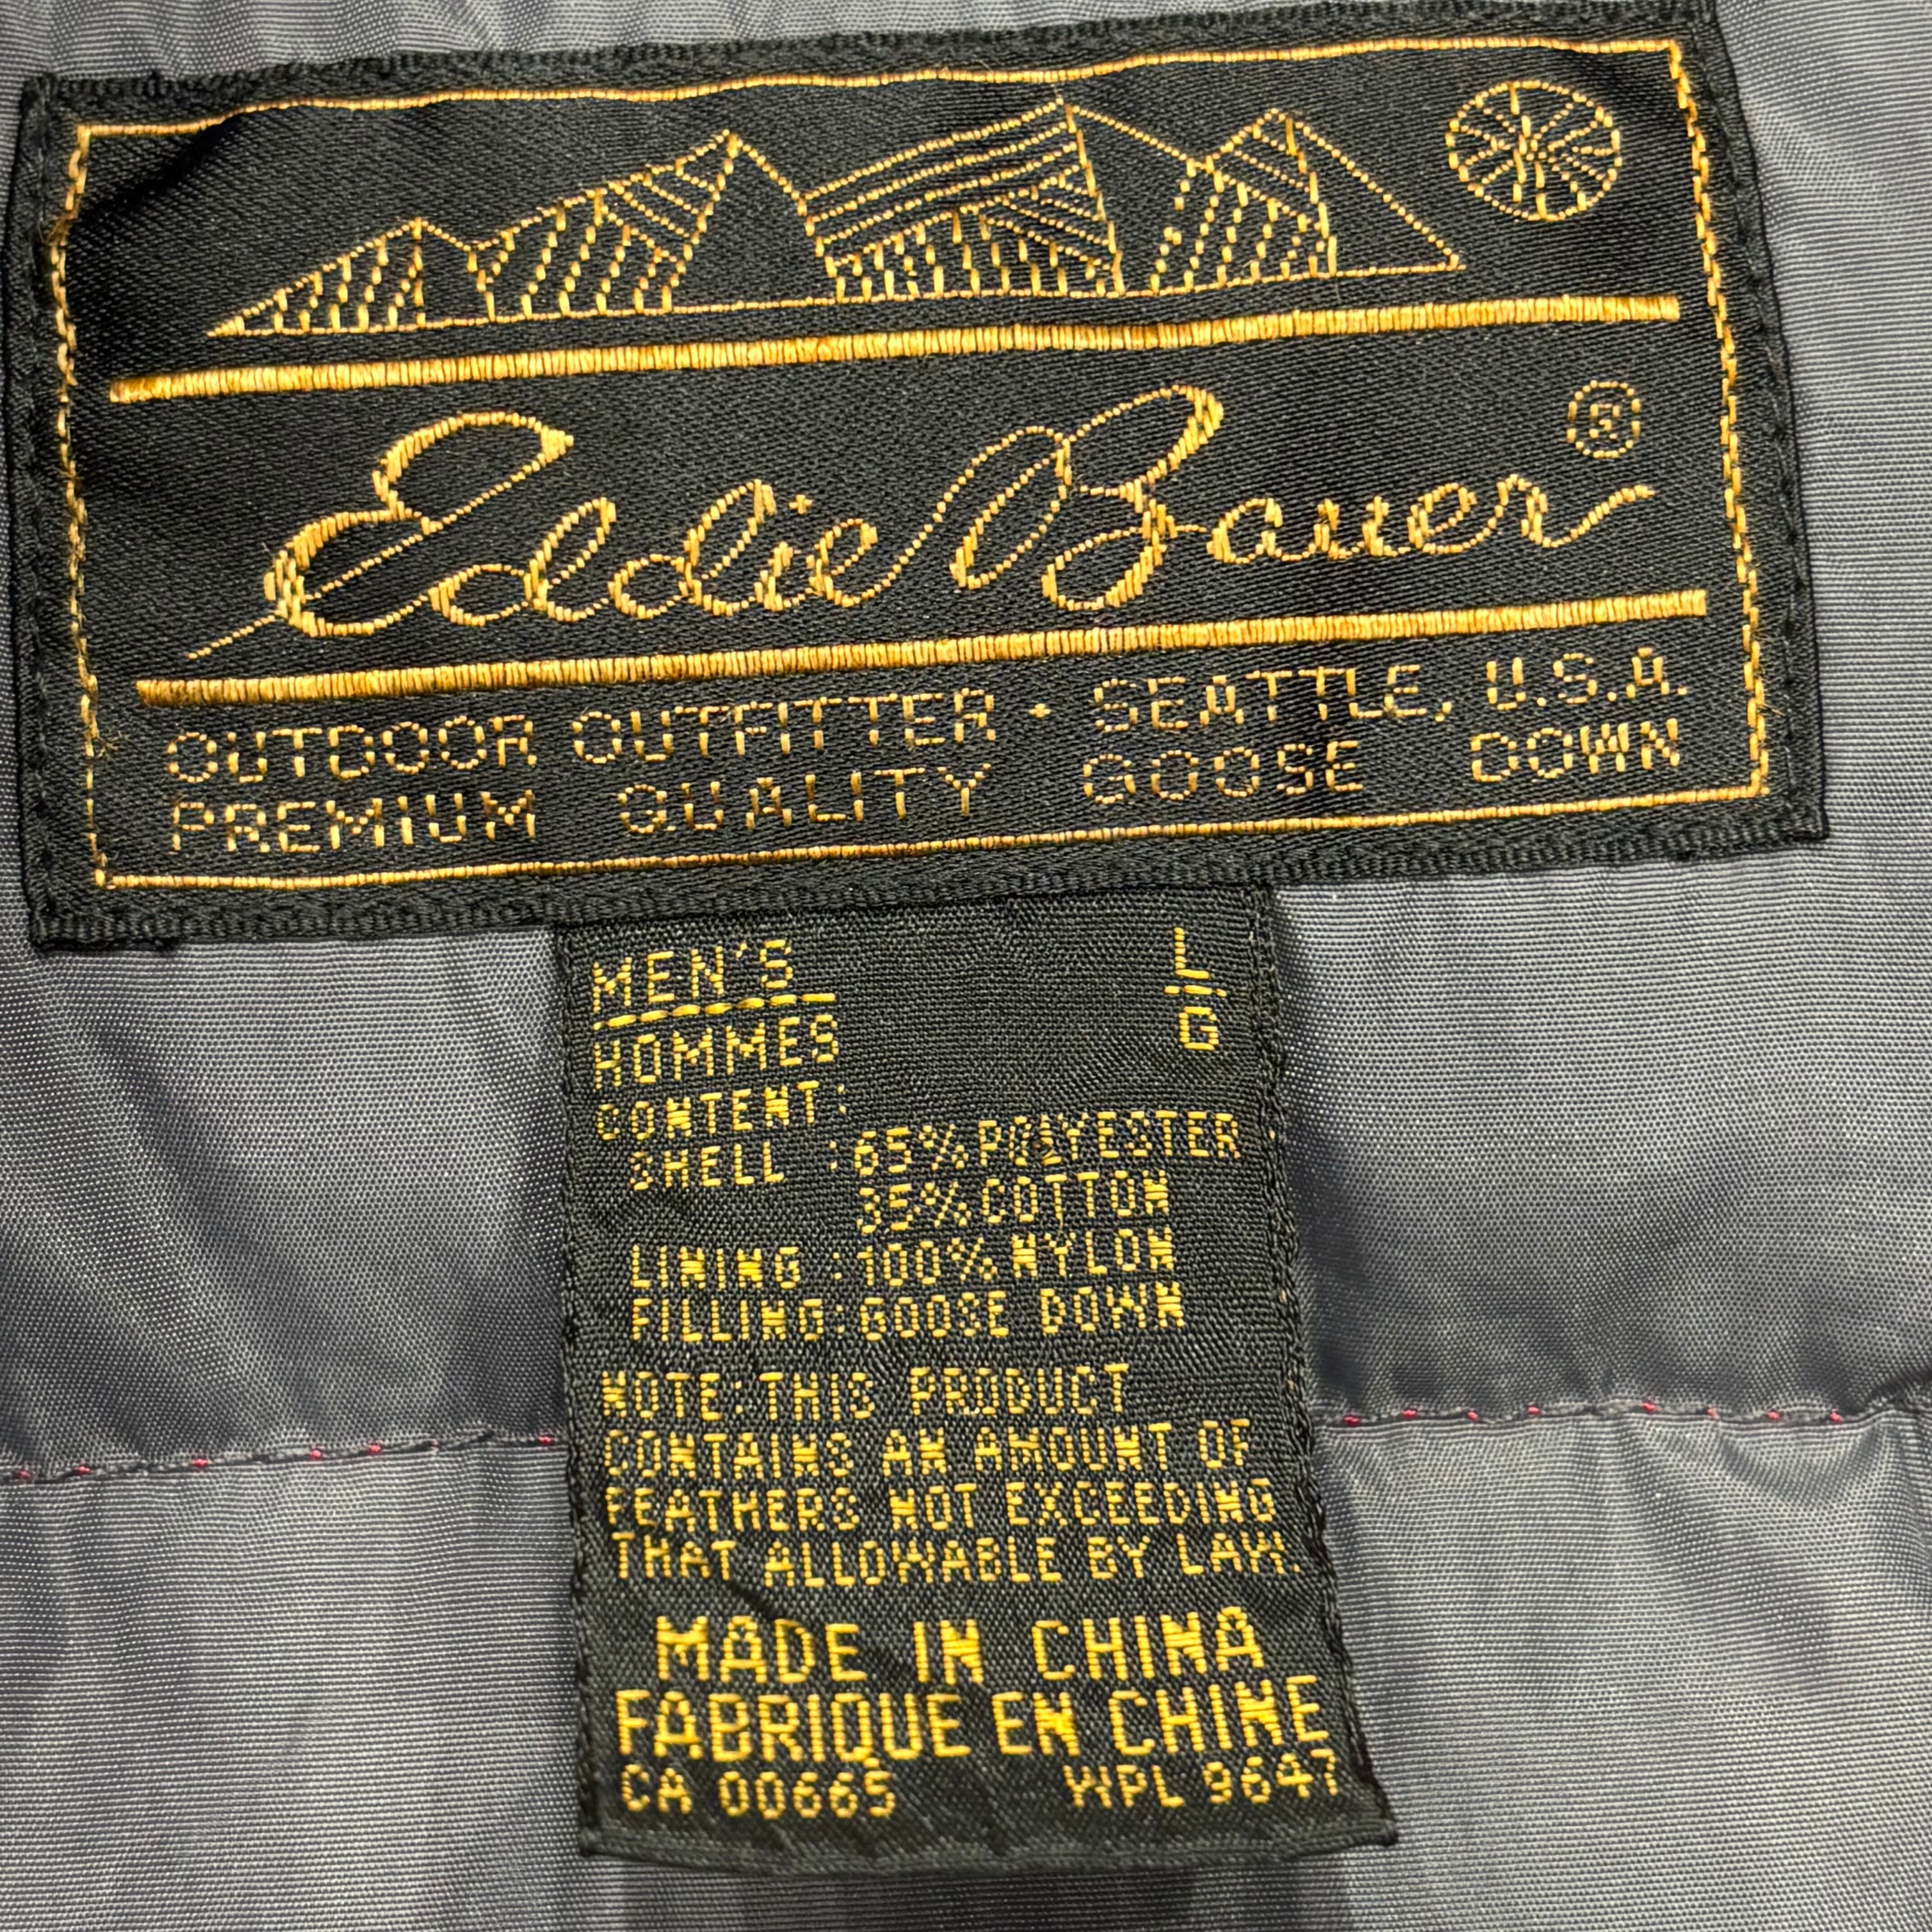 Eddie Bauer ®
OUTDOOR OUTFITTER · SEATTLE, U.S.A.
PREMIUM QUALITY GOOSE DOWN
MEN'S L
HOMMES G
CONTENT:
SHELL :65% POLYESTER
35% COTTON
LINING :100% NYLON
FILLING:GOOSE DOWN
NOTE:THIS PRODUCT
CONTAINS AN AMOUNT OF
FEATHERS NOT EXCEEDING
THAT ALLOWABLE BY LAW.
MADE IN CHINA
FABRIQUE EN CHINE
CA 00665 WPL 9647